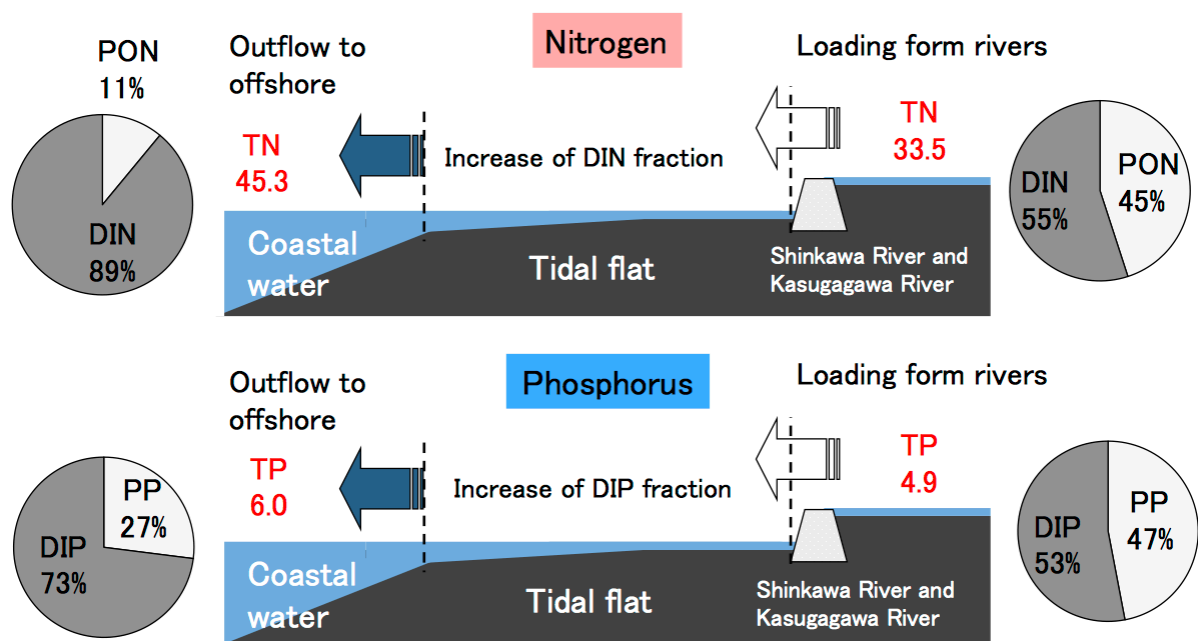 Nitrogen
PON
11%
DIN
89%
Outflow to
offshore
TN
45.3
Increase of DIN fraction
Loading form rivers
TN
33.5
DIN
55%
PON
45%
Coastal
water
Tidal flat
Shinkawa River and
Kasugagawa River
Phosphorus
PP
27%
DIP
73%
Outflow to
offshore
TP
6.0
Increase of DIP fraction
Loading form rivers
TP
4.9
DIP
53%
PP
47%
Coastal
water
Tidal flat
Shinkawa River and
Kasugagawa River